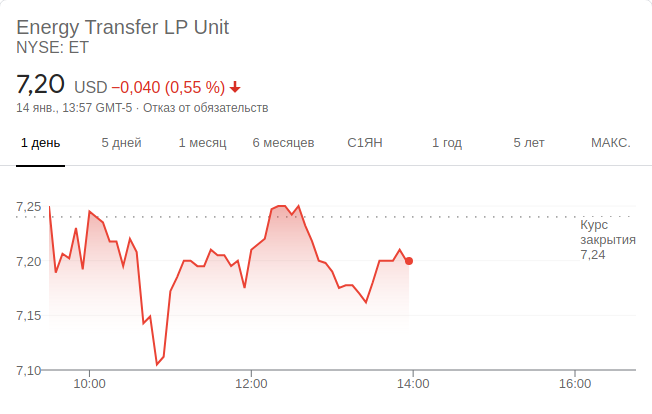 Energy Transfer LP Unit
NYSE: ET
7,20 USD −0,040 (0,55 %)
14 янв., 13:57 GMT-5 · Отказ от обязательств
1 день 5 дней 1 месяц 6 месяцев С1ЯН 1 год 5 лет МАКС.
7,25
Курс
закрытия
7,24
7,20
7,15
7,10
10:00 12:00 14:00 16:00